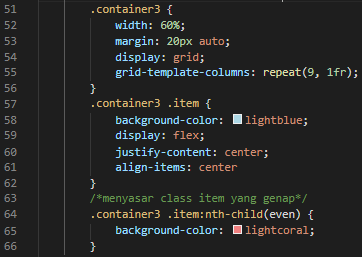 51 .container3 {
52 width: 60%;
53 margin: 20px auto;
54 display: grid;
55 grid-template-columns: repeat(9, 1fr);
56 }
57 .container3 .item {
58 background-color: lightblue;
59 display: flex;
60 justify-content: center;
61 align-items: center
62 }
63 /*menyasar class item yang genap*/
64 .container3 .item:nth-child(even) {
65 background-color: lightcoral;
66 }